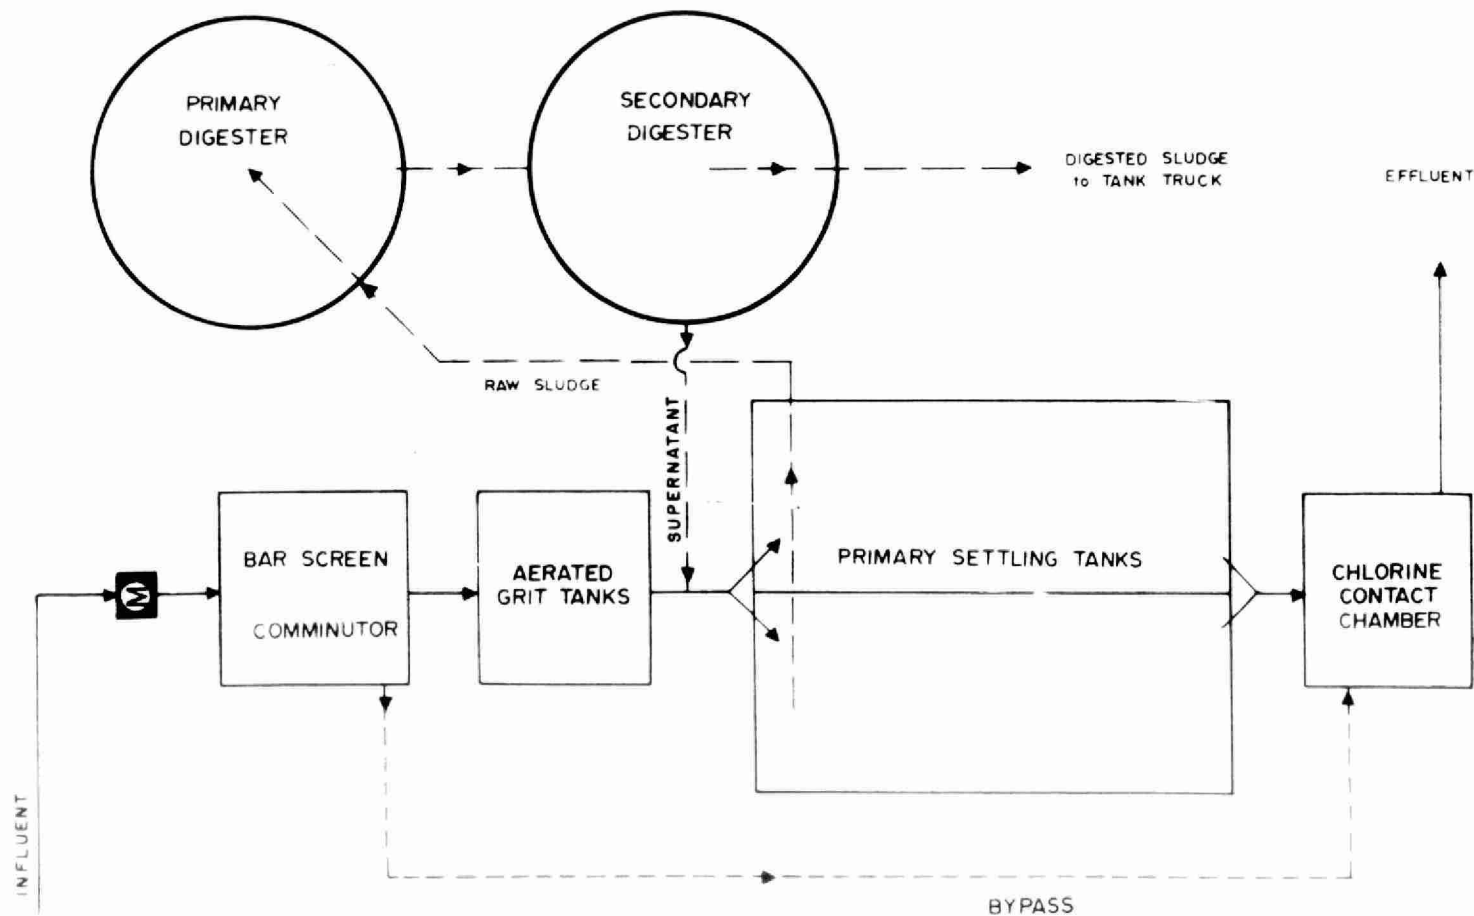 PRIMARY
DIGESTER
SECONDARY
DIGESTER
DIGESTED SLUDGE
to TANK TRUCK
EFFLUENT
RAW SLUDGE
SUPERNATANT
BAR SCREEN
COMMINUTOR
AERATED
GRIT TANKS
PRIMARY SETTLING TANKS
CHLORINE
CONTACT
CHAMBER
M
INFLUENT
BYPASS